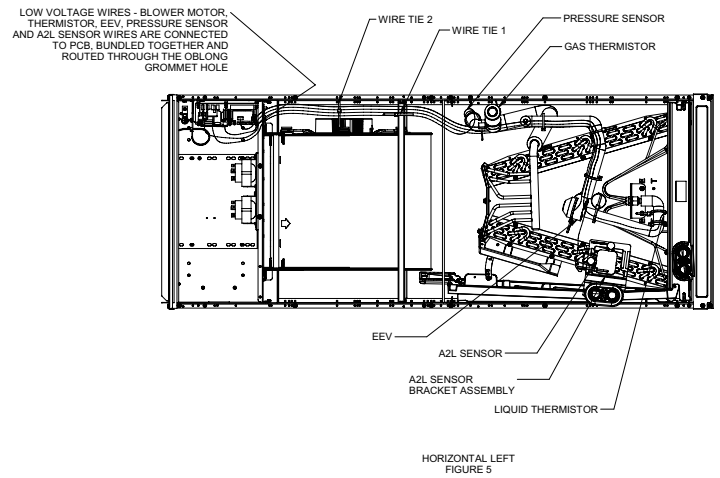 LOW VOLTAGE WIRES - BLOWER MOTOR,
THERMISTOR, EEV, PRESSURE SENSOR
AND A2L SENSOR WIRES ARE CONNECTED
TO PCB, BUNDLED TOGETHER AND
ROUTED THROUGH THE OBLONG
GROMMET HOLE
WIRE TIE 2
WIRE TIE 1
PRESSURE SENSOR
GAS THERMISTOR
EEV
A2L SENSOR
A2L SENSOR
BRACKET ASSEMBLY
LIQUID THERMISTOR
HORIZONTAL LEFT
FIGURE 5